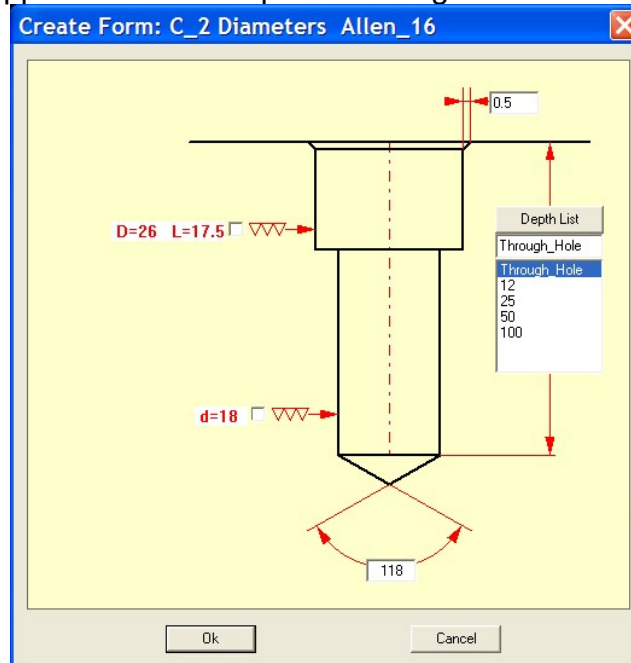 Create Form: C_2 Diameters Allen_16
0.5
Depth List
D=26 L=17.5
Through_Hole
Through_Hole
12
25
50
100
d=18
118
Ok
Cancel